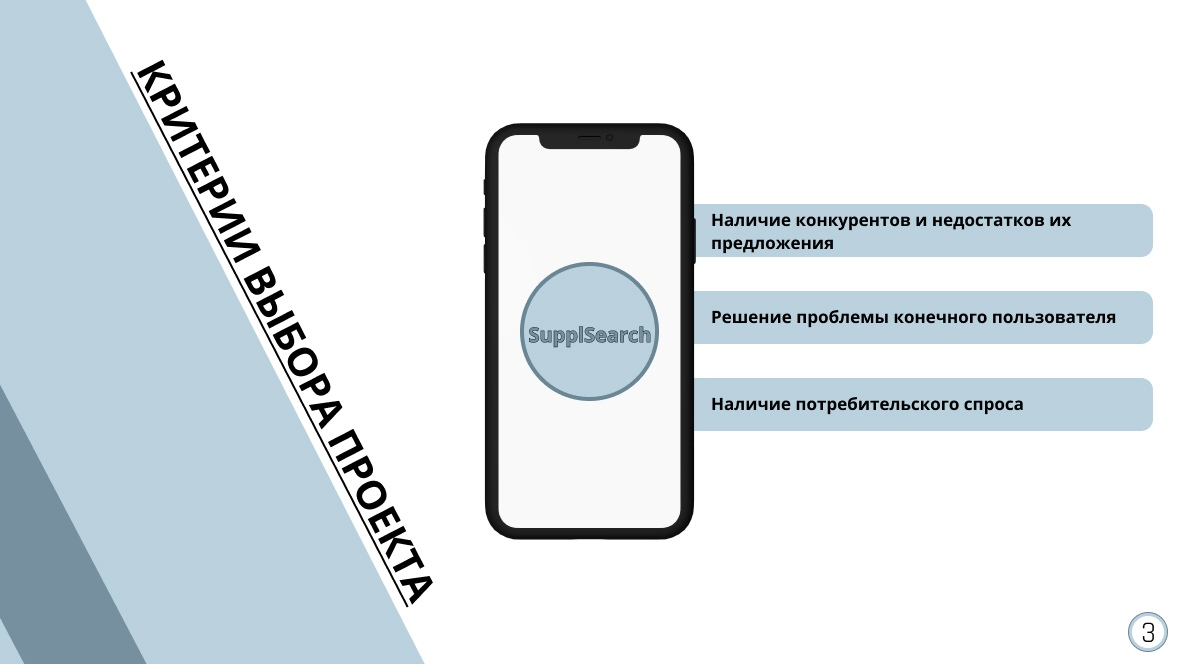 КРИТЕРИИ ВЫБОРА ПРОЕКТА
SupplSearch
Наличие конкурентов и недостатков их
предложения
Решение проблемы конечного пользователя
Наличие потребительского спроса
3